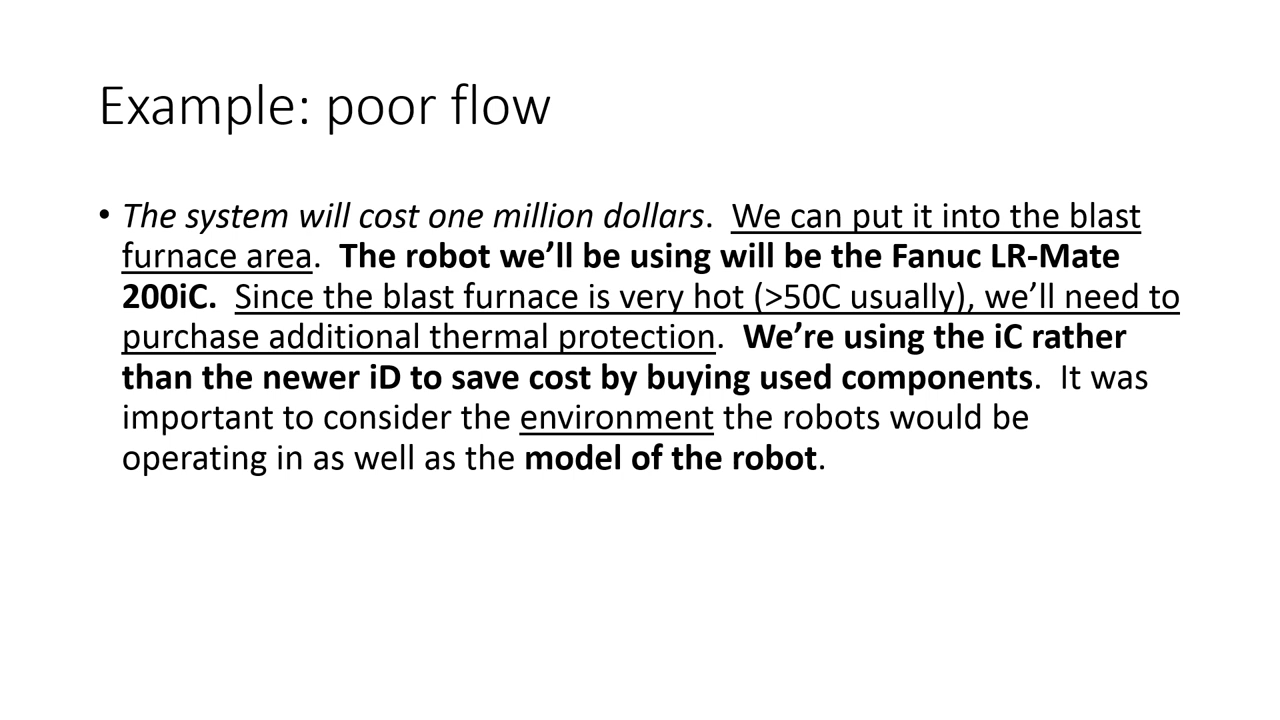 Example: poor flow
• The system will cost one million dollars.  We can put it into the blast
furnace area.  The robot we’ll be using will be the Fanuc LR-Mate
200iC.  Since the blast furnace is very hot (>50C usually), we’ll need to
purchase additional thermal protection.  We’re using the iC rather
than the newer iD to save cost by buying used components.  It was
important to consider the environment the robots would be
operating in as well as the model of the robot.